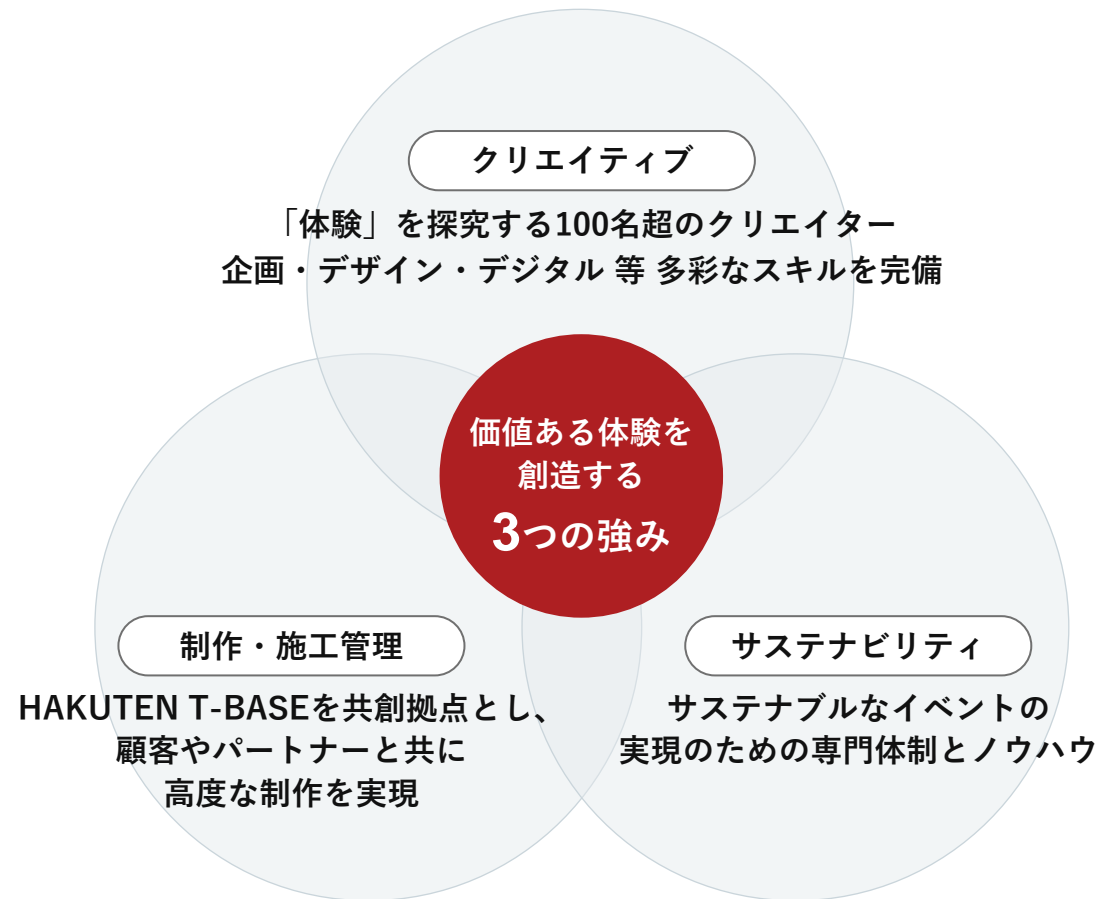 クリエイティブ
「体験」を探究する100名超のクリエイター
企画・デザイン・デジタル 等 多彩なスキルを完備
価値ある体験を
創造する
3つの強み
制作・施工管理
HAKUTEN T-BASEを共創拠点とし、
顧客やパートナーと共に
高度な制作を実現
サステナビリティ
サステナブルなイベントの
実現のための専門体制とノウハウ